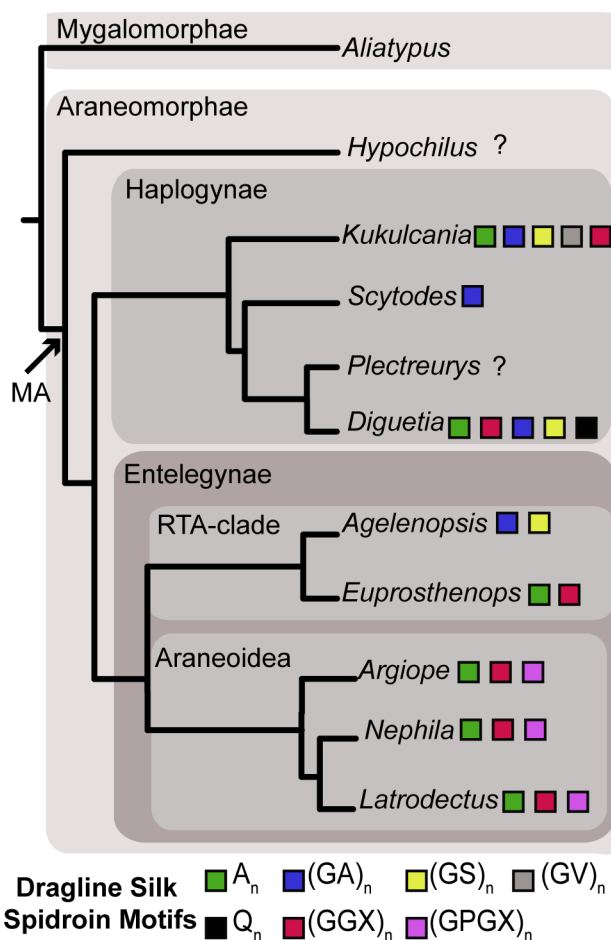 Mygalomorphae
Aliatypus
Araneomorphae
Hypochilus ?
Haplogynae
Kukulcania
Scytodes
MA
Plectreurys ?
Diguetia
Entelegynae
RTA-clade
Agelenopsis
Euprosthenops
Araneoidea
Argiope
Nephila
Latrodectus
Dragline Silk
Spidroin Motifs
An (GA)n (GS)n (GV)n
Qn (GGX)n (GPGX)n